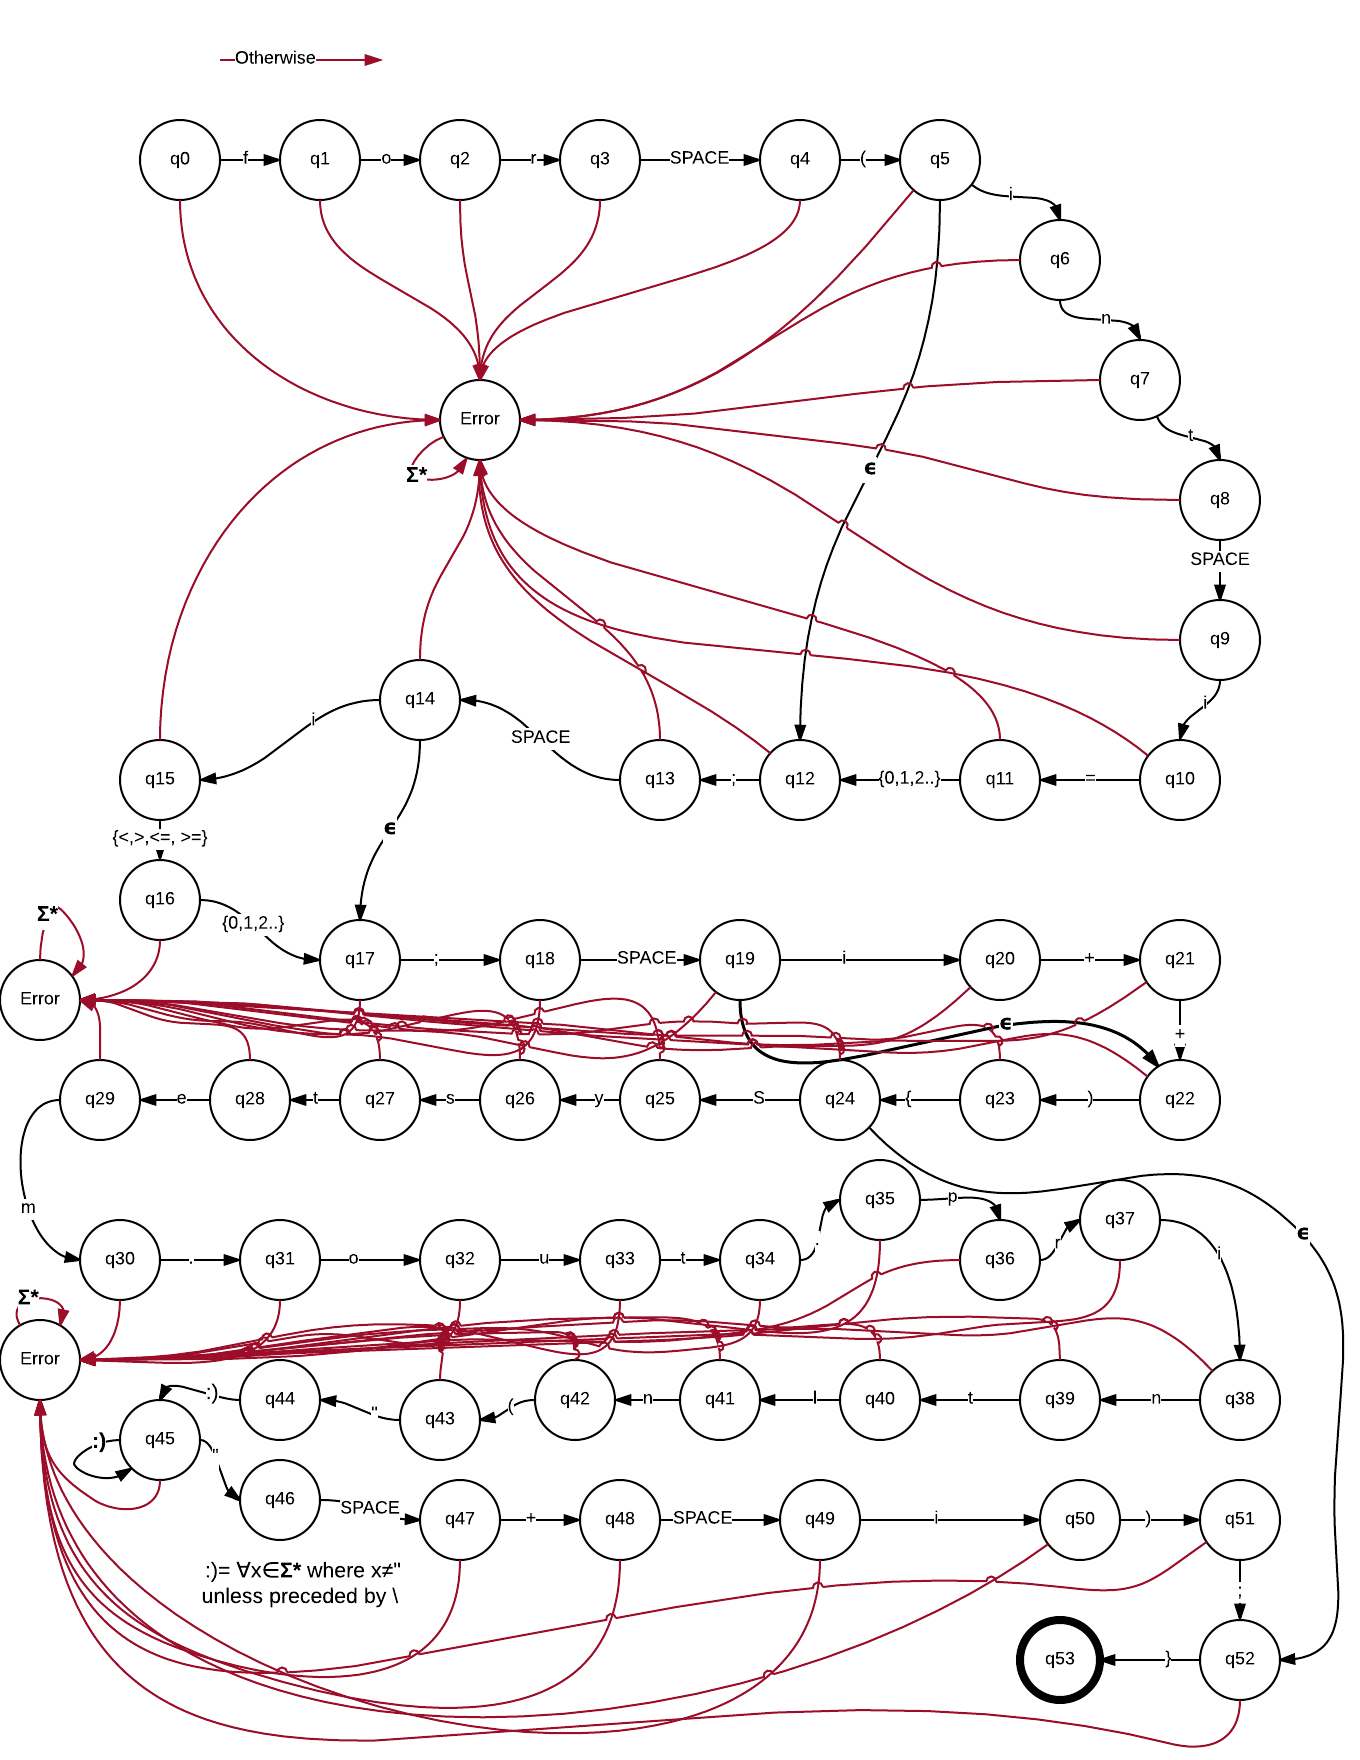 Otherwise
q0 f q1 o q2 r q3 SPACE q4 ( q5
i
q6
n
q7
Error
t
Σ*
ϵ
q8
SPACE
q9
q14 i
i
SPACE
q15 q13 ; q12 {0,1,2..} q11 = q10
{<,>,<=, >=}
ϵ
q16
Σ* {0,1,2..}
q17 ; q18 SPACE q19 i q20 + q21
Error
ϵ
+
q29 e q28 t q27 s q26 y q25 S q24 { q23 ) q22
q35 p
m q37
ϵ
q30 . q31 o q32 u q33 t q34 . q36 r i
Σ*
Error
q44 :) q42 n q41 l q40 t q39 n q38
" q43 (
:) q45 "
q46 SPACE q47 + q48 SPACE q49 i q50 ) q51
:)= ∀x∈Σ* where x≠"
unless preceded by \
;
q53 } q52